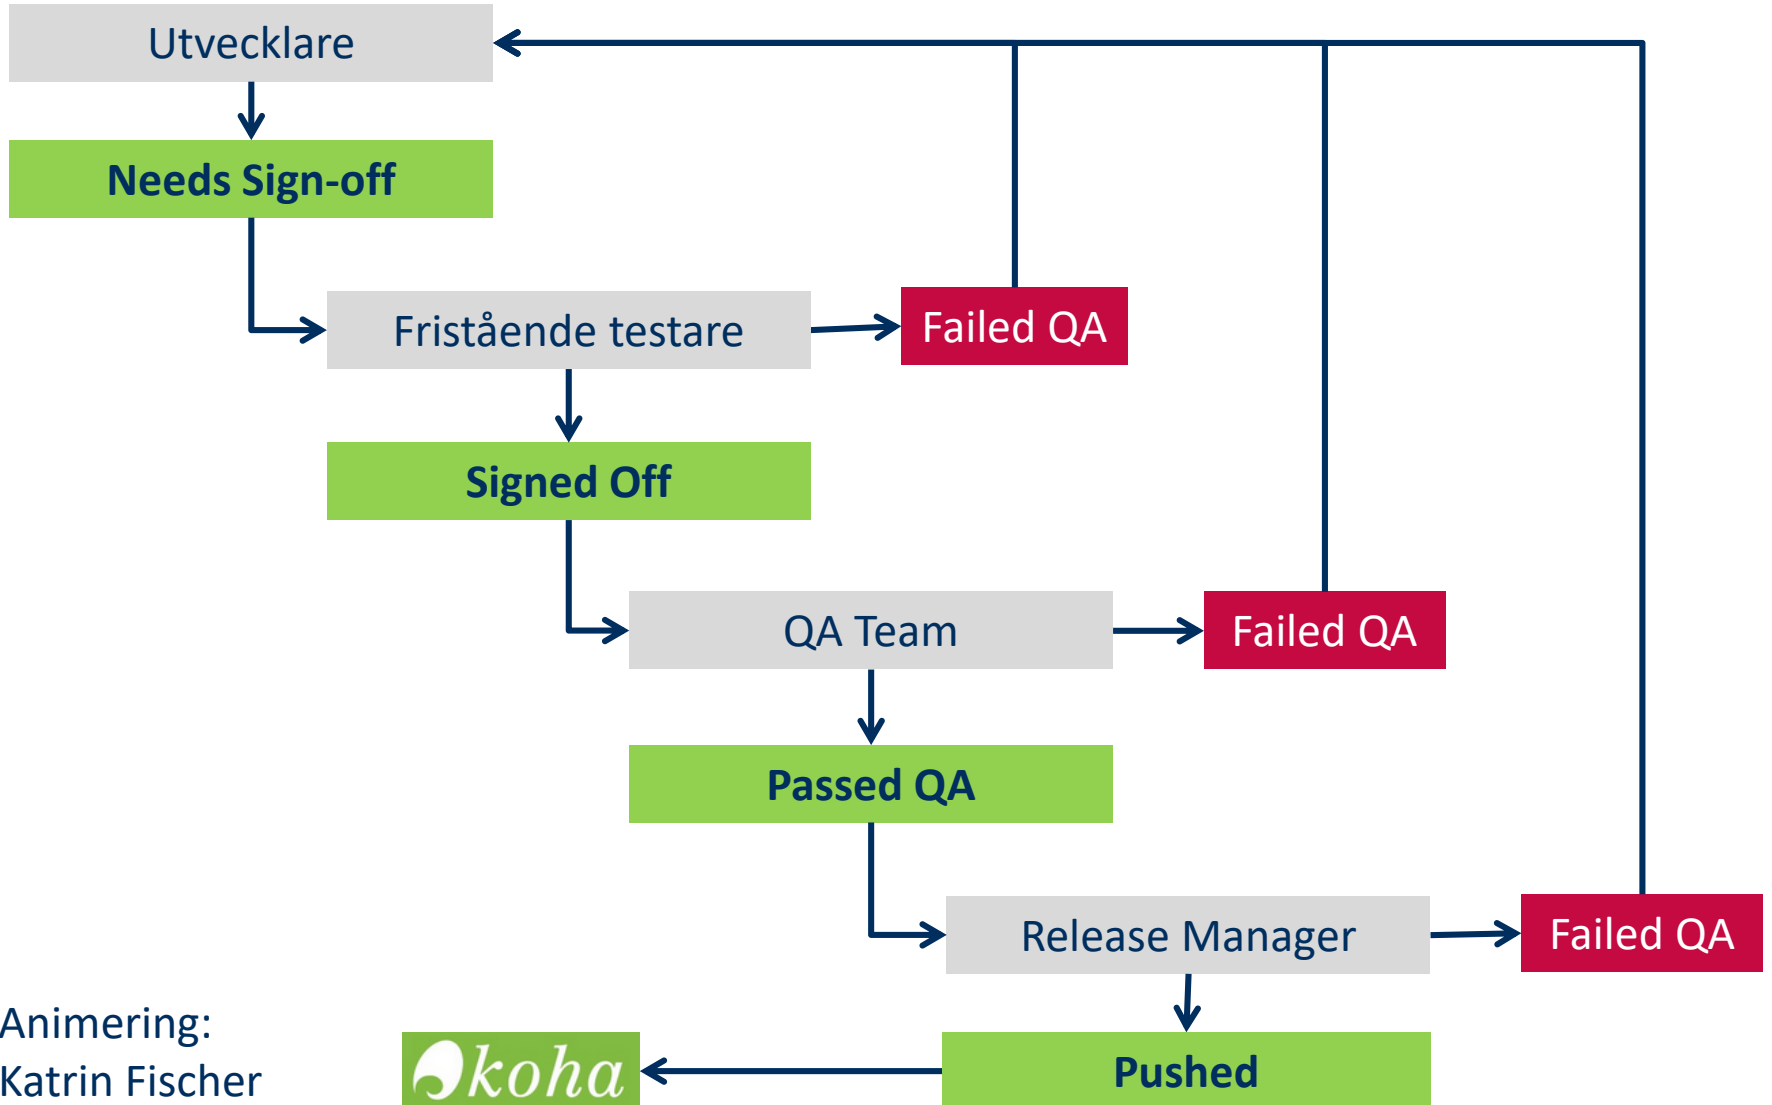 Utvecklare
Needs Sign-off
Fristående testare
Failed QA
Signed Off
QA Team
Failed QA
Passed QA
Release Manager
Failed QA
Animering:
Katrin Fischer
koha
Pushed